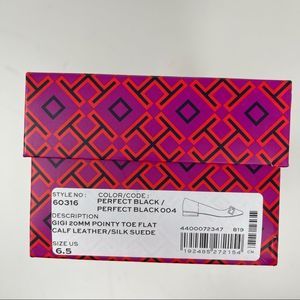 STYLE NO :
60316
COLOR/CODE :
PERFECT BLACK /
PERFECT BLACK 004
DESCRIPTION
GIGI 20MM POINTY TOE FLAT
CALF LEATHER/SILK SUEDE
SIZE US
6.5
4400072347 819
192485272154
CN